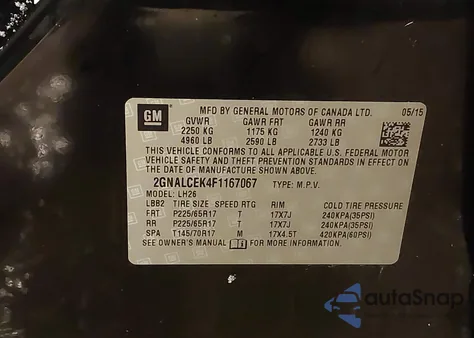 GM
MFD BY GENERAL MOTORS OF CANADA LTD. 05/15
GVWR GAWR FRT GAWR RR
2250 KG 1175 KG 1240 KG
4960 LB 2590 LB 2733 LB
THIS VEHICLE CONFORMS TO ALL APPLICABLE U.S. FEDERAL MOTOR
VEHICLE SAFETY, BUMPER, AND THEFT PREVENTION STANDARDS IN EFFECT ON
THE DATE OF MANUFACTURE SHOWN ABOVE.
2GNALCEK4F1167067 TYPE: M.P.V.
MODEL: LH26
LBB2 TIRE SIZE SPEED RTG RIM COLD TIRE PRESSURE
FRT P225/65R17 T 17X7J 240KPA(35PSI)
RR P225/65R17 T 17X7J 240KPA(35PSI)
SPA T145/70R17 M 17X4.5T 420KPA(60PSI)
SEE OWNER'S MANUAL FOR MORE INFORMATION.
autoSnap